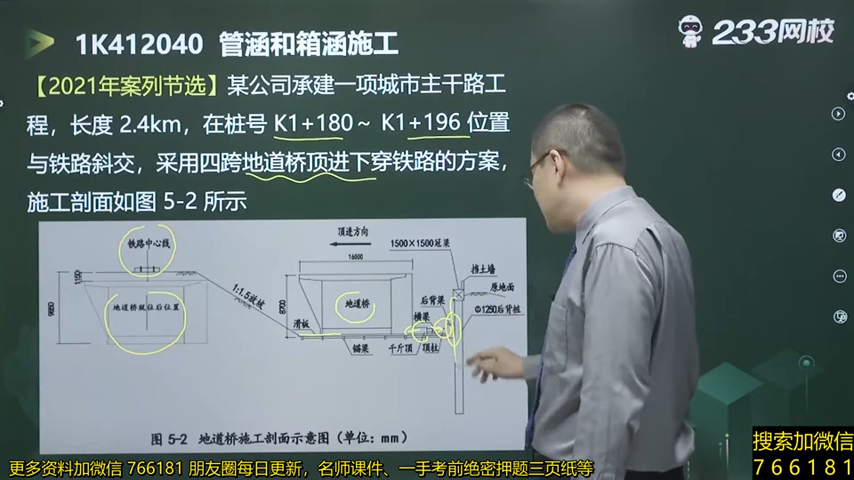 1K412040 管涵和箱涵施工
233网校
【2021年案列节选】某公司承建一项城市主干路工
程，长度 2.4km，在桩号 K1+180～ K1+196 位置
与铁路斜交，采用四跨地道桥顶进下穿铁路的方案，
施工剖面如图 5-2 所示
铁路中心线
顶进方向
1500×1500冠梁
16000
挡土墙
原地面
1150
1:1.5放坡
9850
地道桥就位后位置
8700
地道桥
后背梁
滑板
横梁
Φ1250后背桩
锚梁
千斤顶
顶柱
图 5-2 地道桥施工剖面示意图（单位：mm）
搜索加微信
766181
更多资料加微信 766181 朋友圈每日更新，名师课件、一手考前绝密押题三页纸等